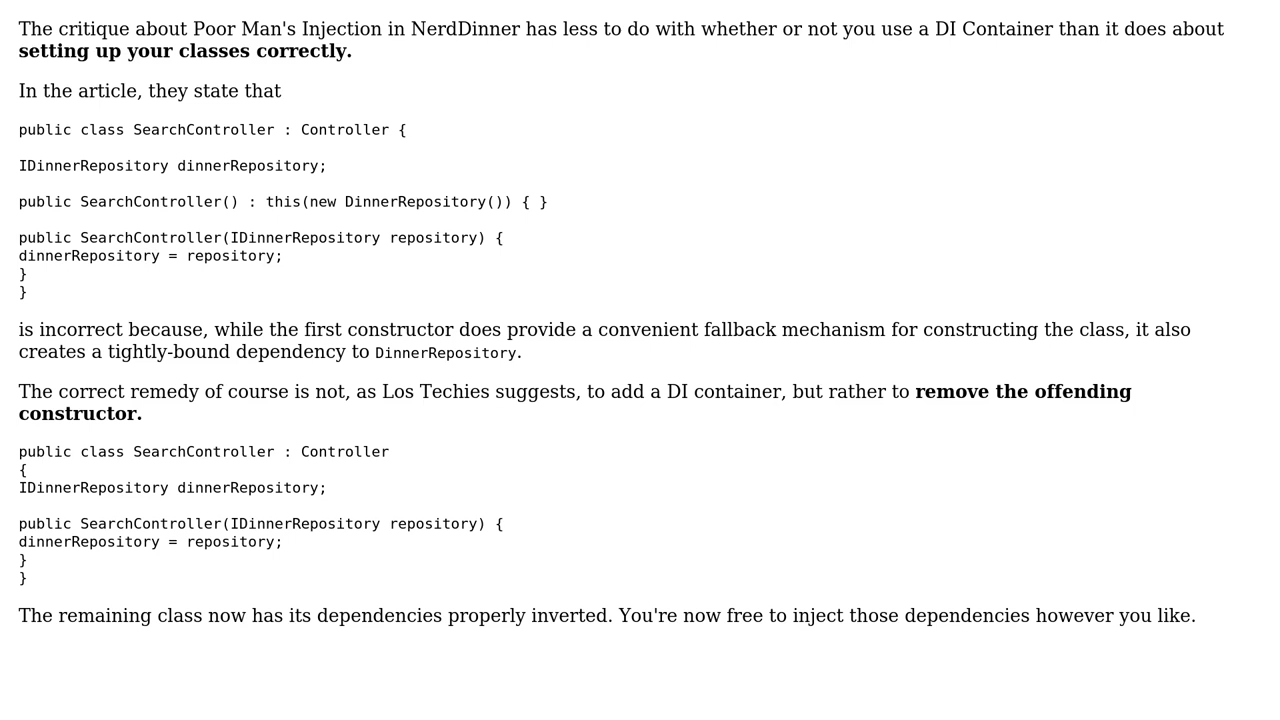 The critique about Poor Man's Injection in NerdDinner has less to do with whether or not you use a DI Container than it does about
setting up your classes correctly.
In the article, they state that
public class SearchController : Controller {
IDinnerRepository dinnerRepository;
public SearchController() : this(new DinnerRepository()) { }
public SearchController(IDinnerRepository repository) {
dinnerRepository = repository;
}
}
is incorrect because, while the first constructor does provide a convenient fallback mechanism for constructing the class, it also
creates a tightly-bound dependency to DinnerRepository.
The correct remedy of course is not, as Los Techies suggests, to add a DI container, but rather to remove the offending
constructor.
public class SearchController : Controller
{
IDinnerRepository dinnerRepository;
public SearchController(IDinnerRepository repository) {
dinnerRepository = repository;
}
}
The remaining class now has its dependencies properly inverted. You're now free to inject those dependencies however you like.